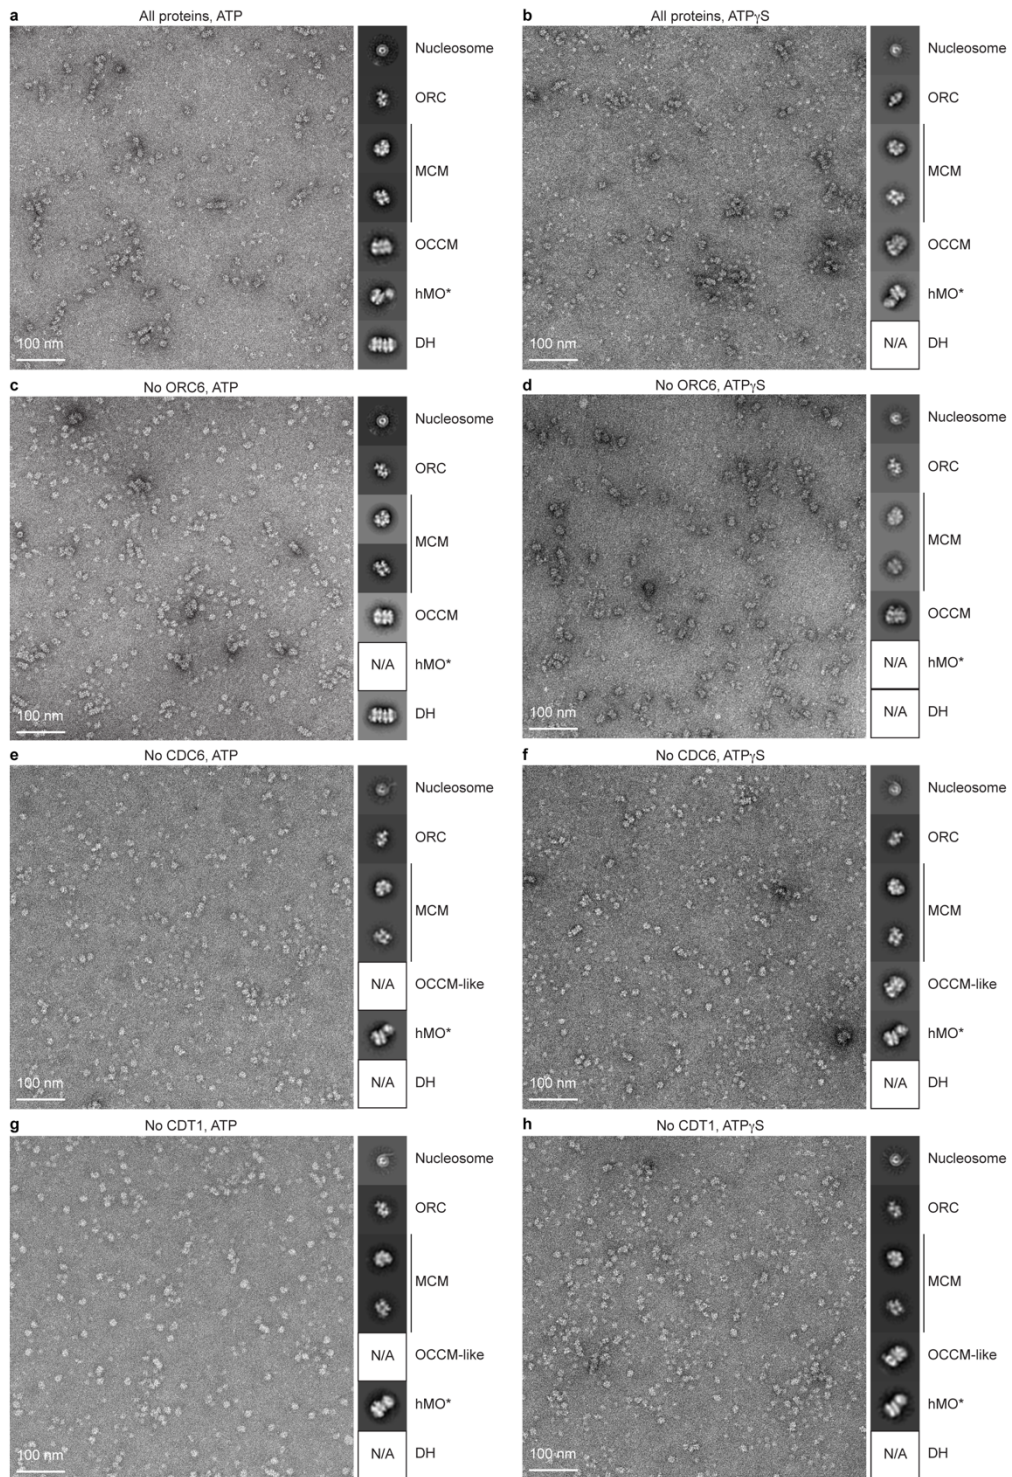 a All proteins, ATP
Nucleosome
ORC
MCM
OCCM
hMO*
DH
100 nm
b All proteins, ATPγS
Nucleosome
ORC
MCM
OCCM
hMO*
N/A DH
100 nm
c No ORC6, ATP
Nucleosome
ORC
MCM
OCCM
N/A hMO*
DH
100 nm
d No ORC6, ATPγS
Nucleosome
ORC
MCM
OCCM
N/A hMO*
N/A DH
100 nm
e No CDC6, ATP
Nucleosome
ORC
MCM
N/A OCCM-like
hMO*
N/A DH
100 nm
f No CDC6, ATPγS
Nucleosome
ORC
MCM
OCCM-like
hMO*
N/A DH
100 nm
g No CDT1, ATP
Nucleosome
ORC
MCM
N/A OCCM-like
hMO*
N/A DH
100 nm
h No CDT1, ATPγS
Nucleosome
ORC
MCM
OCCM-like
hMO*
N/A DH
100 nm